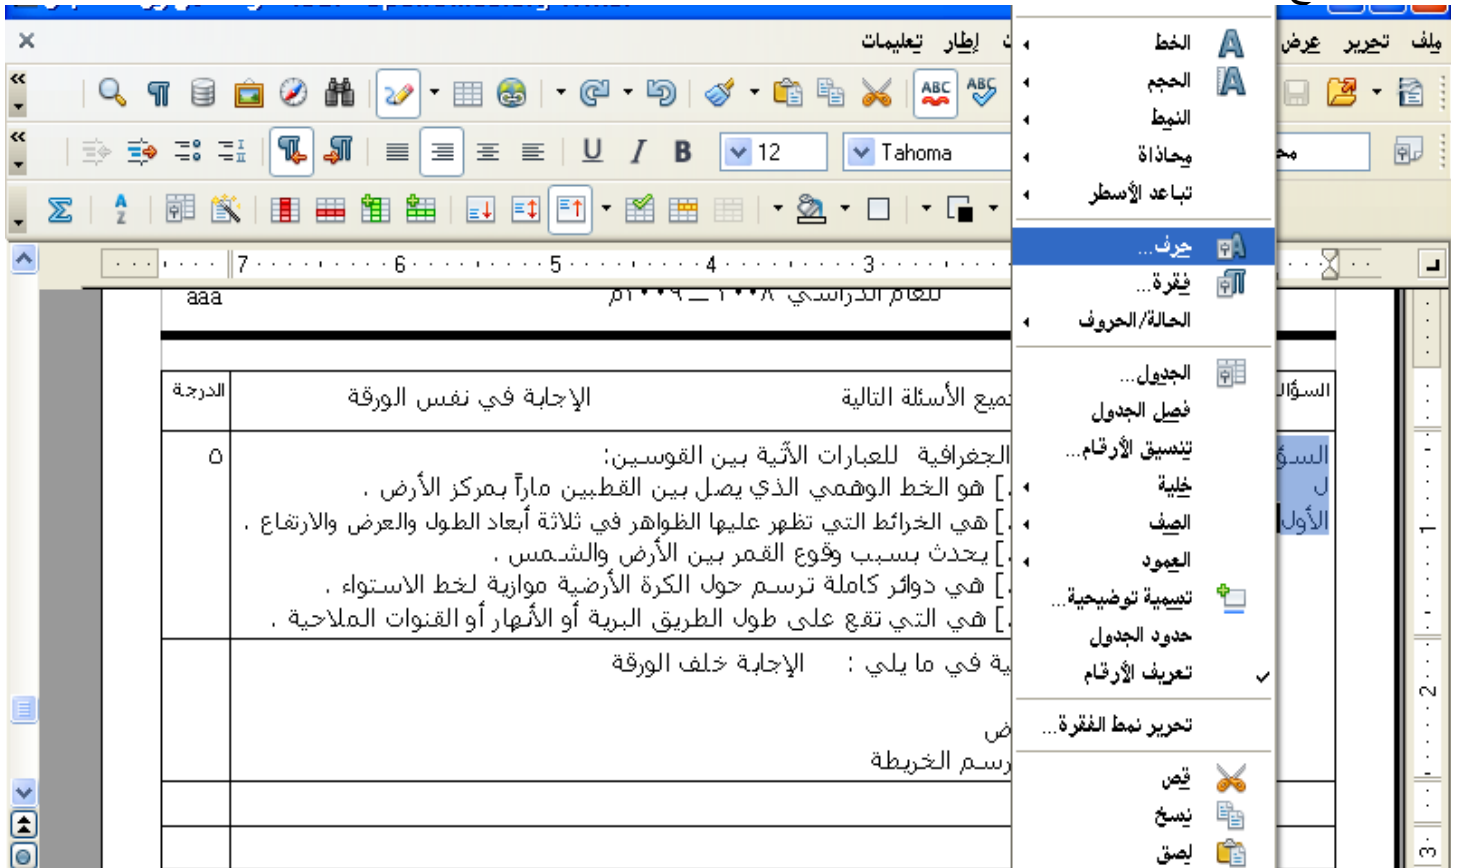 ملف تحرير عرض
إطار تعليمات
Tahoma
12
7 6 5 4 3
الخط
الحجم
النمط
محاذاة
تباعد الأسطر
حرف...
فقرة...
الحالة/الحروف
الجدول...
فصل الجدول
تنسيق الأرقام...
خلية
الصف
العمود
تسمية توضيحية...
حدود الجدول
تعريف الأرقام
تحرير نمط الفقرة...
قص
نسخ
لصق
للعام الدراسي ٢٠٠٨ ــ ٢٠٠٩م
aaa
السؤال
جميع الأسئلة التالية الإجابة في نفس الورقة
الدرجة
السؤ
ل
الأول
الجغرافية للعبارات الآتية بين القوسين:
٥
.] هو الخط الوهمي الذي يصل بين القطبين ماراً بمركز الأرض .
.] هي الخرائط التي تظهر عليها الظواهر في ثلاثة أبعاد الطول والعرض والارتفاع .
.] يحدث بسبب وقوع القمر بين الأرض والشمس .
.] هي دوائر كاملة ترسم حول الكرة الأرضية موازية لخط الاستواء .
.] هي التي تقع على طول الطريق البرية أو الأنهار أو القنوات الملاحية .
ية في ما يلي : الإجابة خلف الورقة
ض
رسم الخريطة
1
2
3